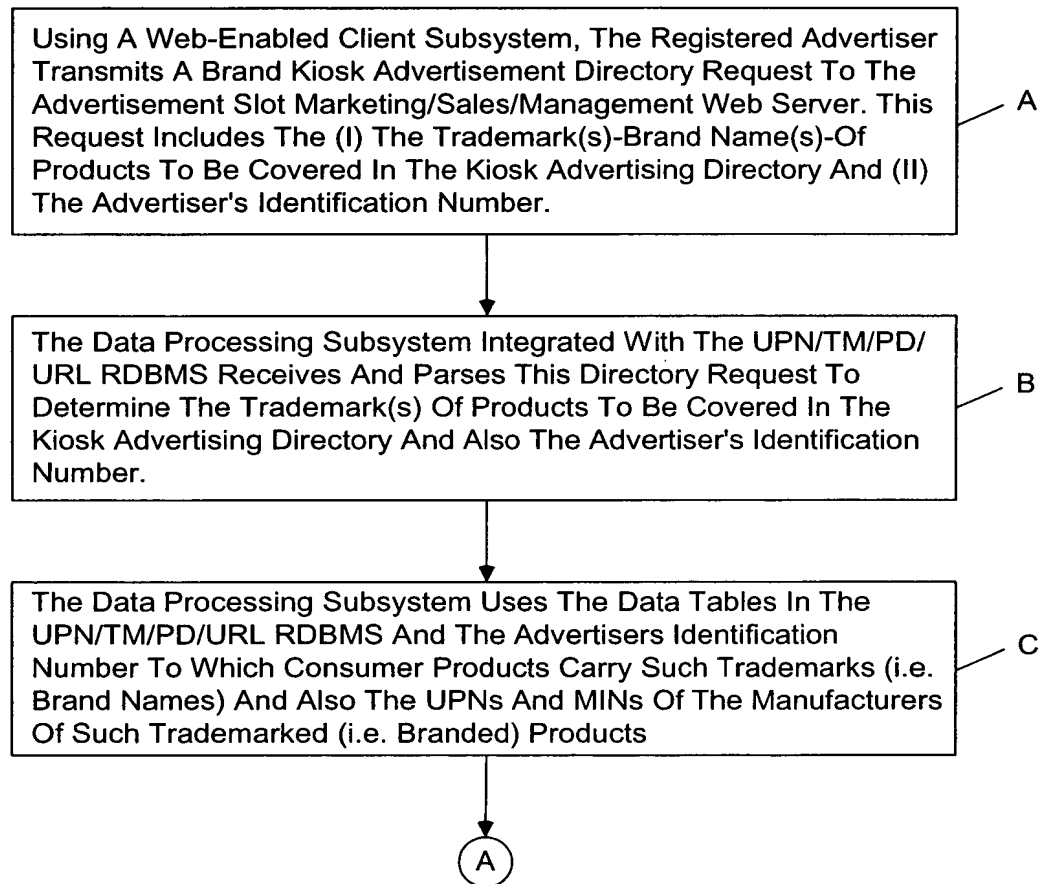 Using A Web-Enabled Client Subsystem, The Registered Advertiser
Transmits A Brand Kiosk Advertisement Directory Request To The
Advertisement Slot Marketing/Sales/Management Web Server. This
Request Includes The (I) The Trademark(s)-Brand Name(s)-Of
Products To Be Covered In The Kiosk Advertising Directory And (II)
The Advertiser's Identification Number.
A
The Data Processing Subsystem Integrated With The UPN/TM/PD/
URL RDBMS Receives And Parses This Directory Request To
Determine The Trademark(s) Of Products To Be Covered In The
Kiosk Advertising Directory And Also The Advertiser's Identification
Number.
B
The Data Processing Subsystem Uses The Data Tables In The
UPN/TM/PD/URL RDBMS And The Advertisers Identification
Number To Which Consumer Products Carry Such Trademarks (i.e.
Brand Names) And Also The UPNs And MINs Of The Manufacturers
Of Such Trademarked (i.e. Branded) Products
C
A